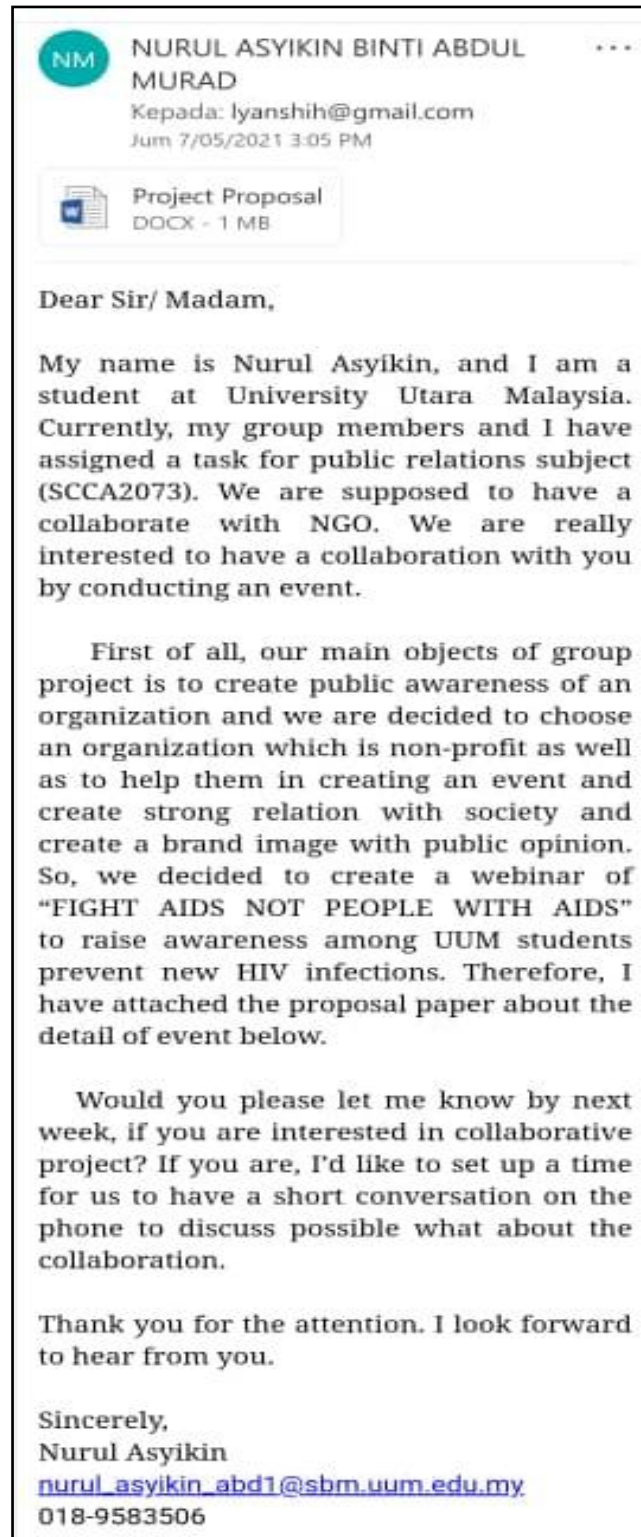 NM
NURUL ASYIKIN BINTI ABDUL
MURAD
Kepada: lyanshih@gmail.com
Jum 7/05/2021 3:05 PM
Project Proposal
DOCX - 1 MB
Dear Sir/ Madam,
My name is Nurul Asyikin, and I am a
student at University Utara Malaysia.
Currently, my group members and I have
assigned a task for public relations subject
(SCCA2073). We are supposed to have a
collaborate with NGO. We are really
interested to have a collaboration with you
by conducting an event.
First of all, our main objects of group
project is to create public awareness of an
organization and we are decided to choose
an organization which is non-profit as well
as to help them in creating an event and
create strong relation with society and
create a brand image with public opinion.
So, we decided to create a webinar of
“FIGHT AIDS NOT PEOPLE WITH AIDS”
to raise awareness among UUM students
prevent new HIV infections. Therefore, I
have attached the proposal paper about the
detail of event below.
Would you please let me know by next
week, if you are interested in collaborative
project? If you are, I’d like to set up a time
for us to have a short conversation on the
phone to discuss possible what about the
collaboration.
Thank you for the attention. I look forward
to hear from you.
Sincerely,
Nurul Asyikin
nurul_asyikin_abd1@sbm.uum.edu.my
018-9583506